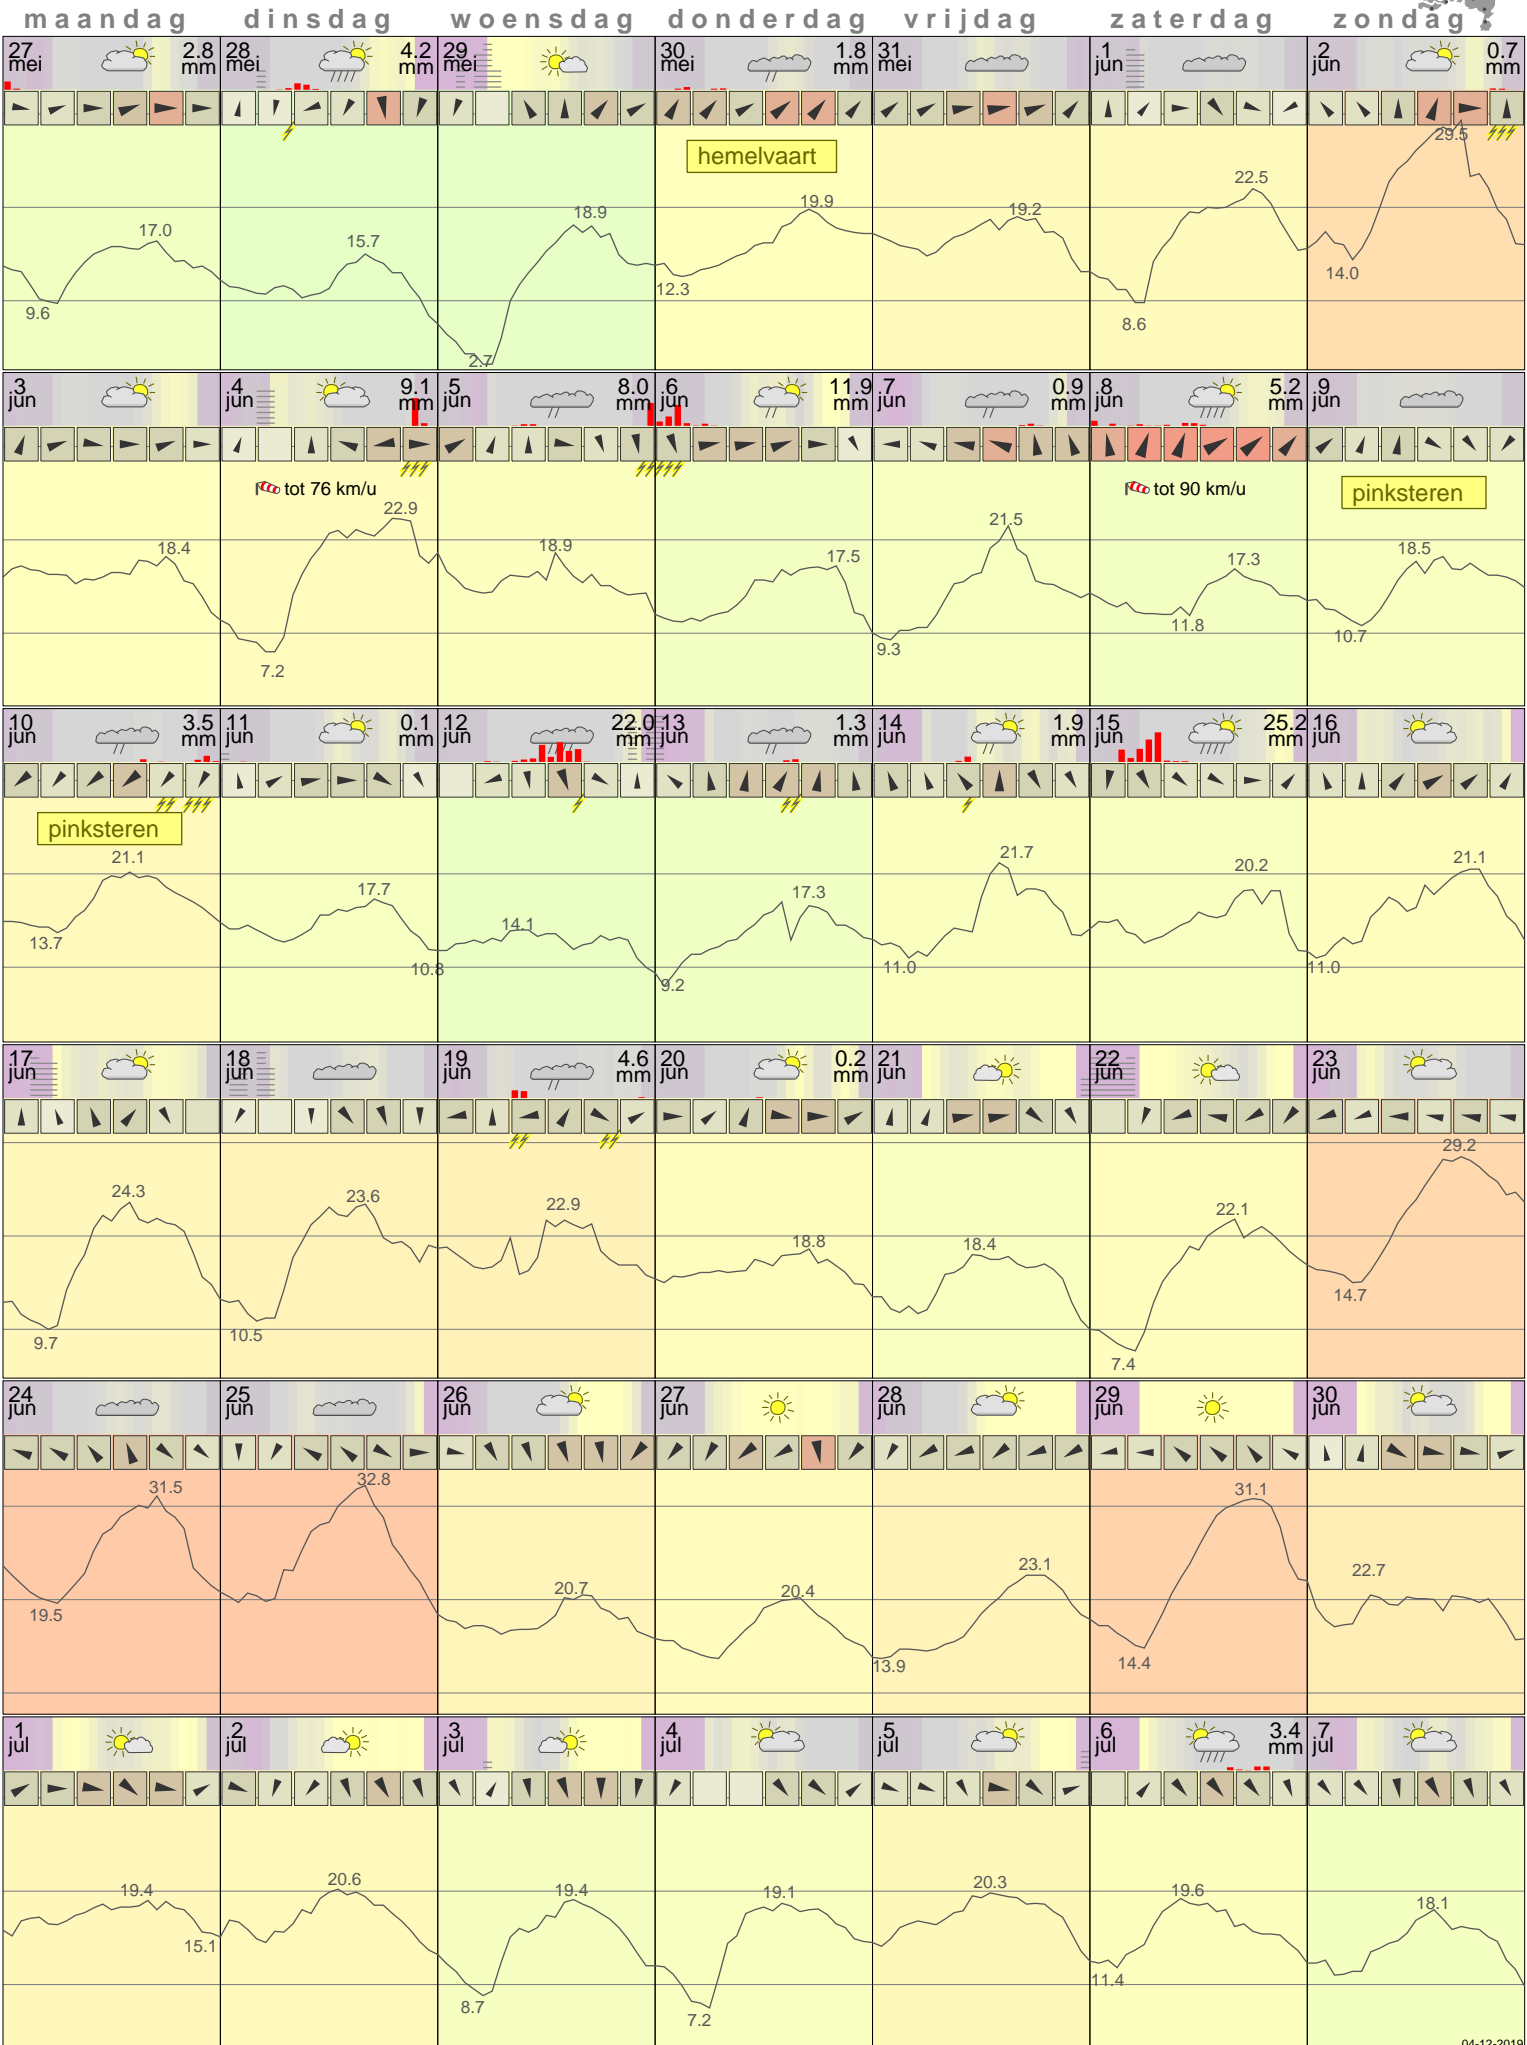 maandag dinsdag woensdag donderdag vrijdag zaterdag zondag
27 mei 2.8 mm 28 mei 4.2 mm 29 mei 30 mei 1.8 mm 31 mei 1 jun 2 jun 0.7 mm
hemelvaart
9.6 17.0 15.7 2.7 18.9 12.3 19.9 19.2 8.6 22.5 14.0 29.5
3 jun 4 jun 9.1 mm 5 jun 8.0 mm 6 jun 11.9 mm 7 jun 0.9 mm 8 jun 5.2 mm 9 jun
tot 76 km/u tot 90 km/u pinksteren
18.4 7.2 22.9 18.9 17.5 9.3 21.5 11.8 17.3 10.7 18.5
10 jun 3.5 mm 11 jun 0.1 mm 12 jun 22.0 mm 13 jun 1.3 mm 14 jun 1.9 mm 15 jun 25.2 mm 16 jun
pinksteren
13.7 21.1 17.7 10.8 14.1 9.2 17.3 11.0 21.7 20.2 11.0 21.1
17 jun 18 jun 19 jun 4.6 mm 20 jun 0.2 mm 21 jun 22 jun 23 jun
9.7 24.3 10.5 23.6 22.9 18.8 18.4 7.4 22.1 14.7 29.2
24 jun 25 jun 26 jun 27 jun 28 jun 29 jun 30 jun
19.5 31.5 32.8 20.7 20.4 13.9 23.1 14.4 31.1 22.7
1 jul 2 jul 3 jul 4 jul 5 jul 6 jul 3.4 mm 7 jul
19.4 15.1 20.6 8.7 19.4 7.2 19.1 20.3 11.4 19.6 18.1
04-12-2019